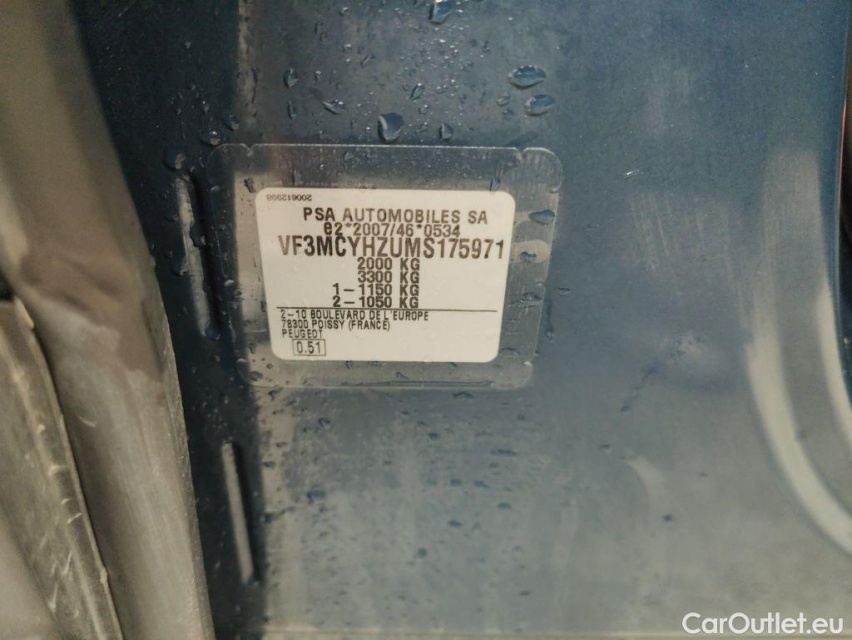 200612908
PSA AUTOMOBILES SA
e2*2007/46*0534
VF3MCYHZUMS175971
2000 KG
3300 KG
1-1150 KG
2-1050 KG
2-10 BOULEVARD DE L'EUROPE
78300 POISSY (FRANCE)
PEUGEOT
0.51
CarOutlet.eu